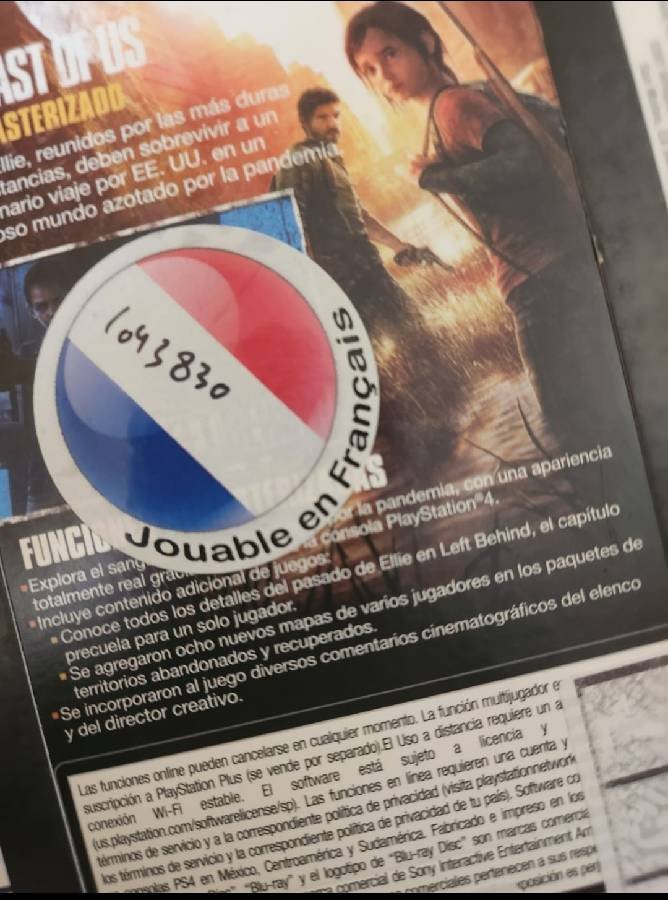 AST OF US
ASTERIZADO
llie, reunidos por las más duras
tancias, deben sobrevivir a un
nario viaje por EE. UU. en un
oso mundo azotado por la pandemia.
1043830
Jouable en Français
FUNCIO
AS
Explora el sang
or la pandemia, con una apariencia
totalmente real grac
consola PlayStation®4.
Incluye contenido adicional de juegos:
Conoce todos los detalles del pasado de Ellie en Left Behind, el capítulo
precuela para un solo jugador.
Se agregaron ocho nuevos mapas de varios jugadores en los paquetes de
territorios abandonados y recuperados.
Se incorporaron al juego diversos comentarios cinematográficos del elenco
y del director creativo.
Las funciones online pueden cancelarse en cualquier momento. La función multijugador
suscripción a PlayStation Plus (se vende por separado).El Uso a distancia requiere un a
conexión Wi-Fi estable. El software está sujeto a licencia y
(us.playstation.com/softwarelicense/sp). Las funciones en línea requieren una cuenta y
términos de servicio y la correspondiente política de privacidad (visita playstationnetwork
los términos de servicio y la correspondiente política de privacidad de tu país). Software co
consolas PS4 en México, Centroamérica y Sudamérica. Fabricado e impreso en los
Disc" "Blu-ray" y el logotipo de "Blu-ray Disc" son marcas comercia
comercial de Sony Interactive Entertainment Am
comerciales pertenecen a sus resp